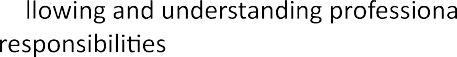 llowing and understanding professiona
responsibilities